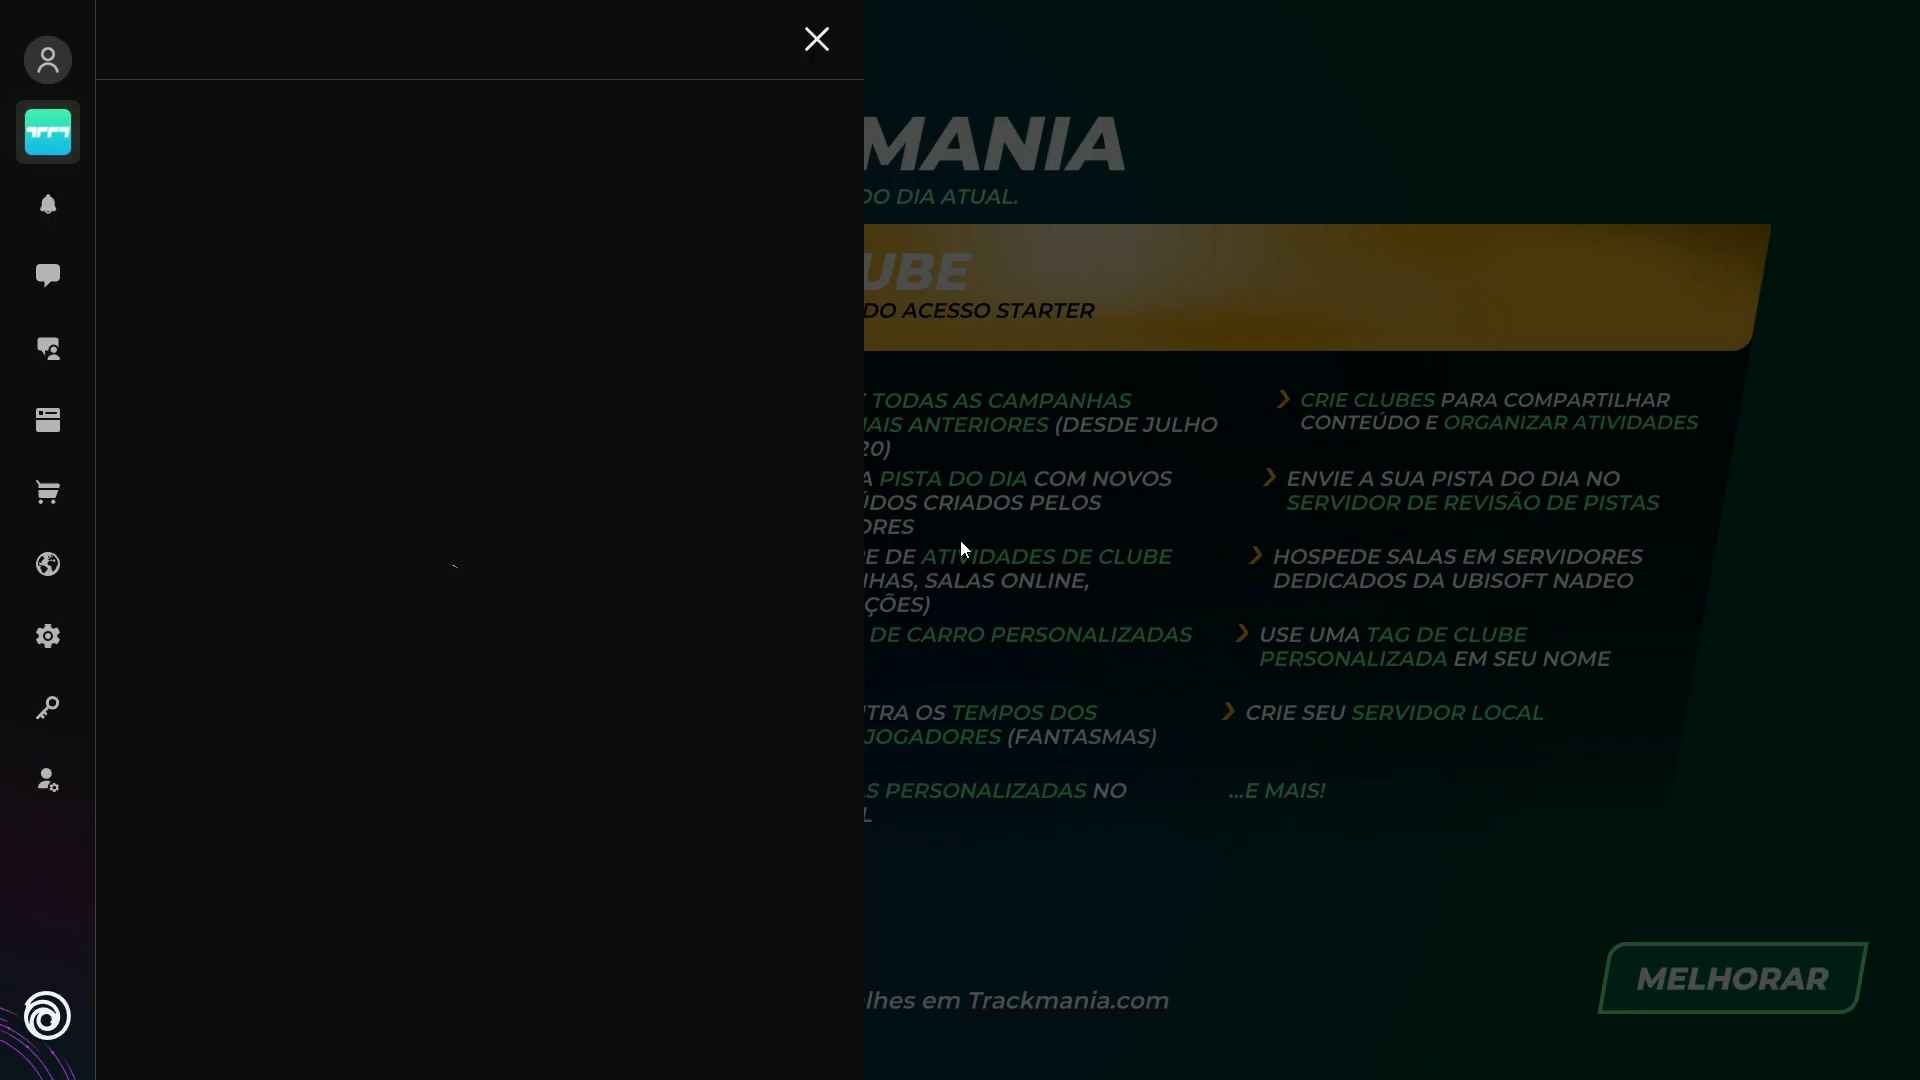 MANIA
DO DIA ATUAL.
UBE
DO ACESSO STARTER
TODAS AS CAMPANHAS
AIS ANTERIORES (DESDE JULHO
20)
A PISTA DO DIA COM NOVOS
ÚDOS CRIADOS PELOS
ORES
E DE ATIVIDADES DE CLUBE
NHAS, SALAS ONLINE,
ÇÕES)
DE CARRO PERSONALIZADAS
TRA OS TEMPOS DOS
JOGADORES (FANTASMAS)
AS PERSONALIZADAS NO
L
CRIE CLUBES PARA COMPARTILHAR
CONTEÚDO E ORGANIZAR ATIVIDADES
ENVIE A SUA PISTA DO DIA NO
SERVIDOR DE REVISÃO DE PISTAS
HOSPEDE SALAS EM SERVIDORES
DEDICADOS DA UBISOFT NADEO
USE UMA TAG DE CLUBE
PERSONALIZADA EM SEU NOME
CRIE SEU SERVIDOR LOCAL
...E MAIS!
lhes em Trackmania.com
MELHORAR